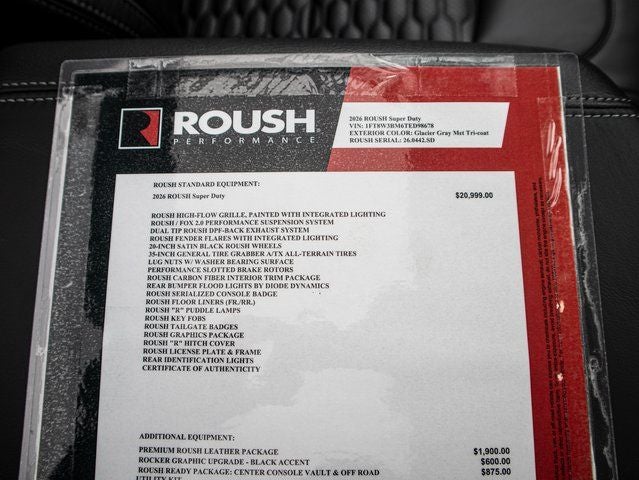 ROUSH
PERFORMANCE
2026 ROUSH Super Duty
VIN: 1FT8W3BM6TED98678
EXTERIOR COLOR: Glacier Gray Met Tri-coat
ROUSH SERIAL: 26.0442.SD
ROUSH STANDARD EQUIPMENT:
2026 ROUSH Super Duty $20,999.00
ROUSH HIGH-FLOW GRILLE, PAINTED WITH INTEGRATED LIGHTING
ROUSH / FOX 2.0 PERFORMANCE SUSPENSION SYSTEM
DUAL TIP ROUSH DPF-BACK EXHAUST SYSTEM
ROUSH FENDER FLARES WITH INTEGRATED LIGHTING
20-INCH SATIN BLACK ROUSH WHEELS
35-INCH GENERAL TIRE GRABBER A/TX ALL-TERRAIN TIRES
LUG NUTS W/ WASHER BEARING SURFACE
PERFORMANCE SLOTTED BRAKE ROTORS
ROUSH CARBON FIBER INTERIOR TRIM PACKAGE
REAR BUMPER FLOOD LIGHTS BY DIODE DYNAMICS
ROUSH SERIALIZED CONSOLE BADGE
ROUSH FLOOR LINERS (FR./RR.)
ROUSH "R" PUDDLE LAMPS
ROUSH KEY FOBS
ROUSH TAILGATE BADGES
ROUSH GRAPHICS PACKAGE
ROUSH "R" HITCH COVER
ROUSH LICENSE PLATE & FRAME
REAR IDENTIFICATION LIGHTS
CERTIFICATE OF AUTHENTICITY
ADDITIONAL EQUIPMENT:
PREMIUM ROUSH LEATHER PACKAGE $1,900.00
ROCKER GRAPHIC UPGRADE - BLACK ACCENT $600.00
ROUSH READY PACKAGE: CENTER CONSOLE VAULT & OFF ROAD $875.00
UTILITY KIT